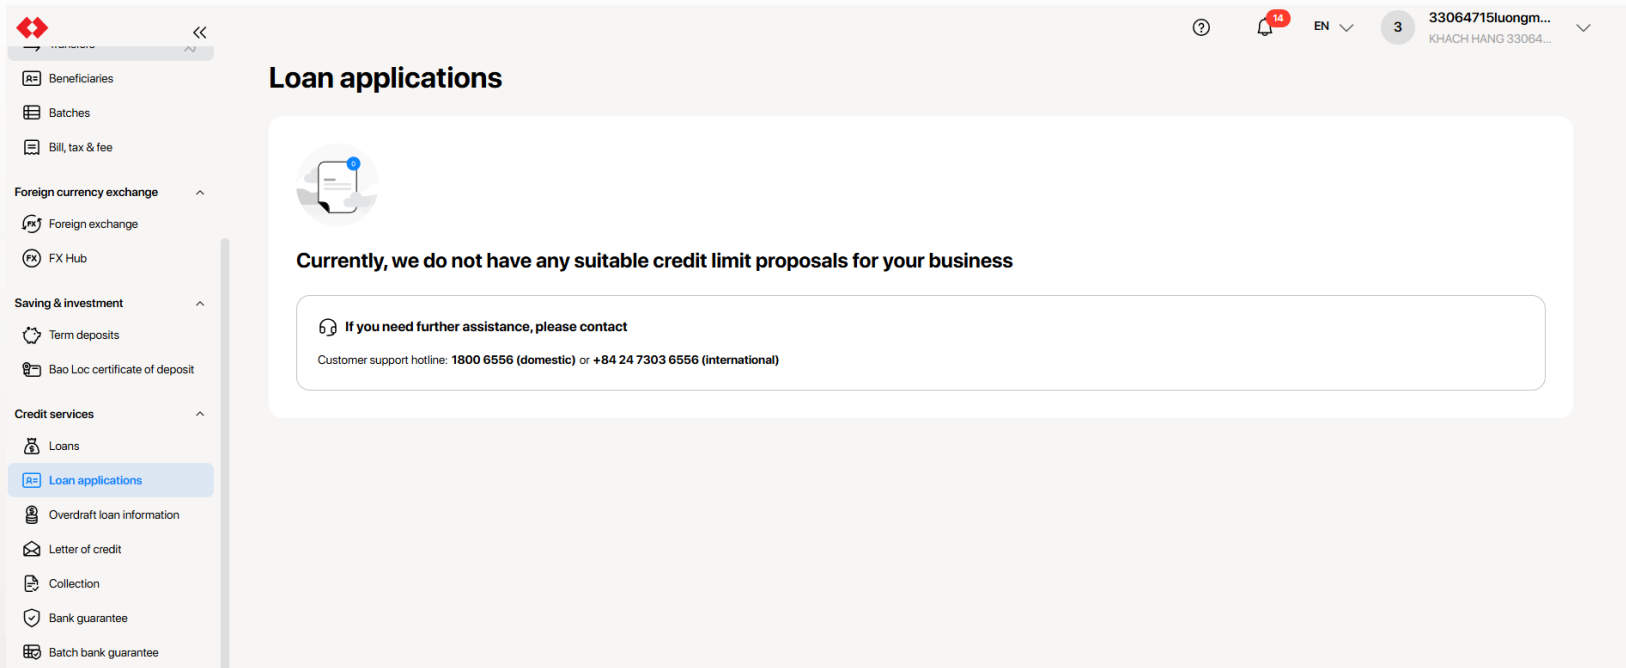 14
EN
3
33064715luongm...
KHACH HANG 33064...
Transfers
Beneficiaries
Batches
Bill, tax & fee
Foreign currency exchange
FX
Foreign exchange
FX
FX Hub
Saving & investment
Term deposits
Bao Loc certificate of deposit
Credit services
Loans
Loan applications
Overdraft loan information
Letter of credit
Collection
Bank guarantee
Batch bank guarantee
Loan applications
0
Currently, we do not have any suitable credit limit proposals for your business
If you need further assistance, please contact
Customer support hotline: 1800 6556 (domestic) or +84 24 7303 6556 (international)